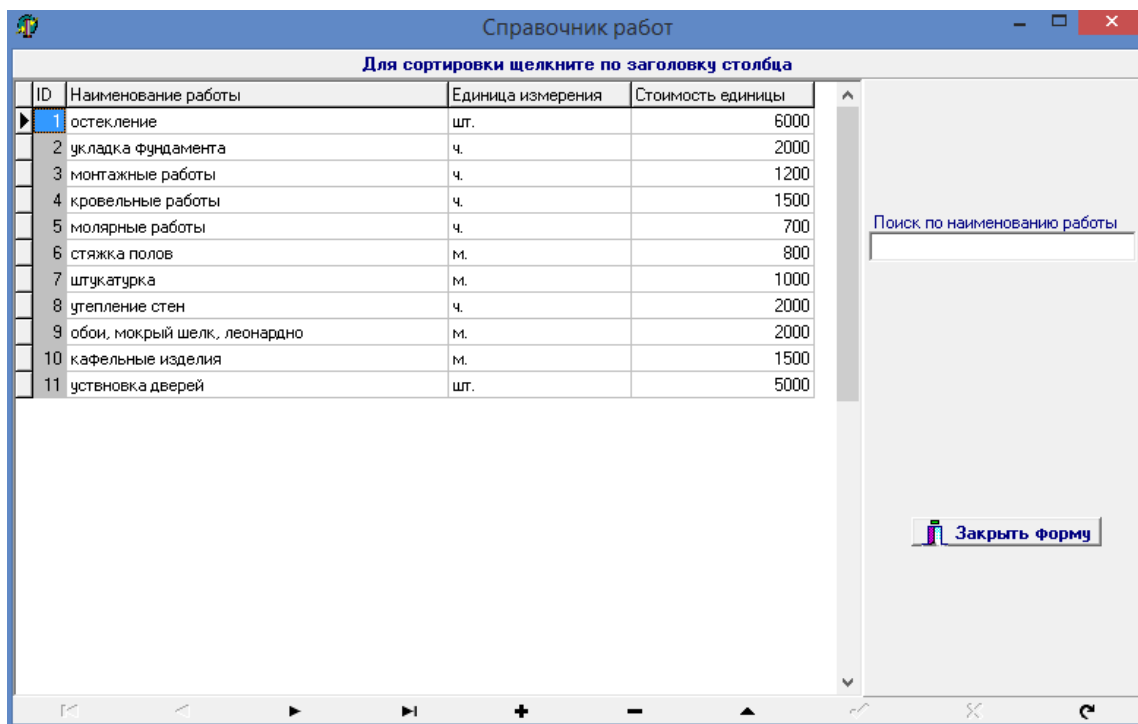 Справочник работ
Для сортировки щелкните по заголовку столбца
ID Наименование работы Единица измерения Стоимость единицы
1 остекление шт. 6000
2 укладка фундамента ч. 2000
3 монтажные работы ч. 1200
4 кровельные работы ч. 1500
5 молярные работы ч. 700
6 стяжка полов м. 800
7 штукатурка м. 1000
8 утепление стен ч. 2000
9 обои, мокрый шелк, леонардно м. 2000
10 кафельные изделия м. 1500
11 уствновка дверей шт. 5000
Поиск по наименованию работы
Закрыть форму